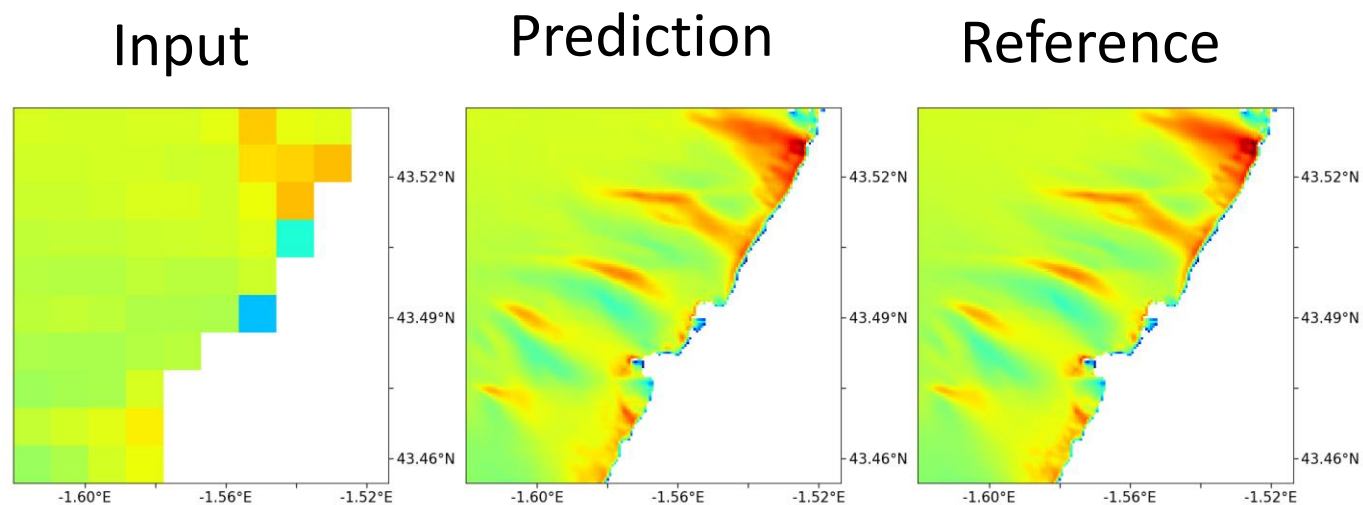 Input Prediction Reference
43.52°N 43.52°N 43.52°N
43.49°N 43.49°N 43.49°N
43.46°N 43.46°N 43.46°N
-1.60°E -1.56°E -1.52°E -1.60°E -1.56°E -1.52°E -1.60°E -1.56°E -1.52°E